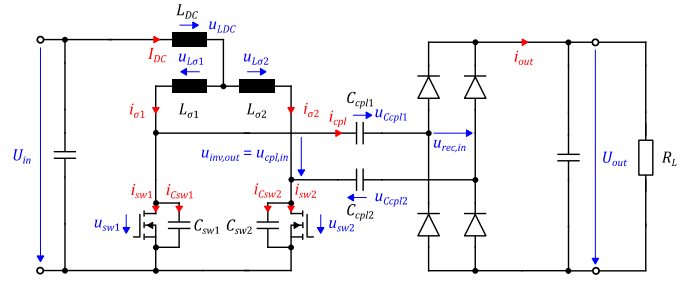 L_DC
u_LDC
I_DC
u_Lσ1 u_Lσ2
L_σ1 L_σ2
i_σ1 i_σ2
C_cpl1
i_cpl u_Ccpl1
i_out
U_in
u_inv,out = u_cpl,in
u_rec,in
U_out
R_L
i_sw1 i_Csw1 i_Csw2 i_sw2
u_Ccpl2
C_cpl2
u_sw1 C_sw1 C_sw2 u_sw2